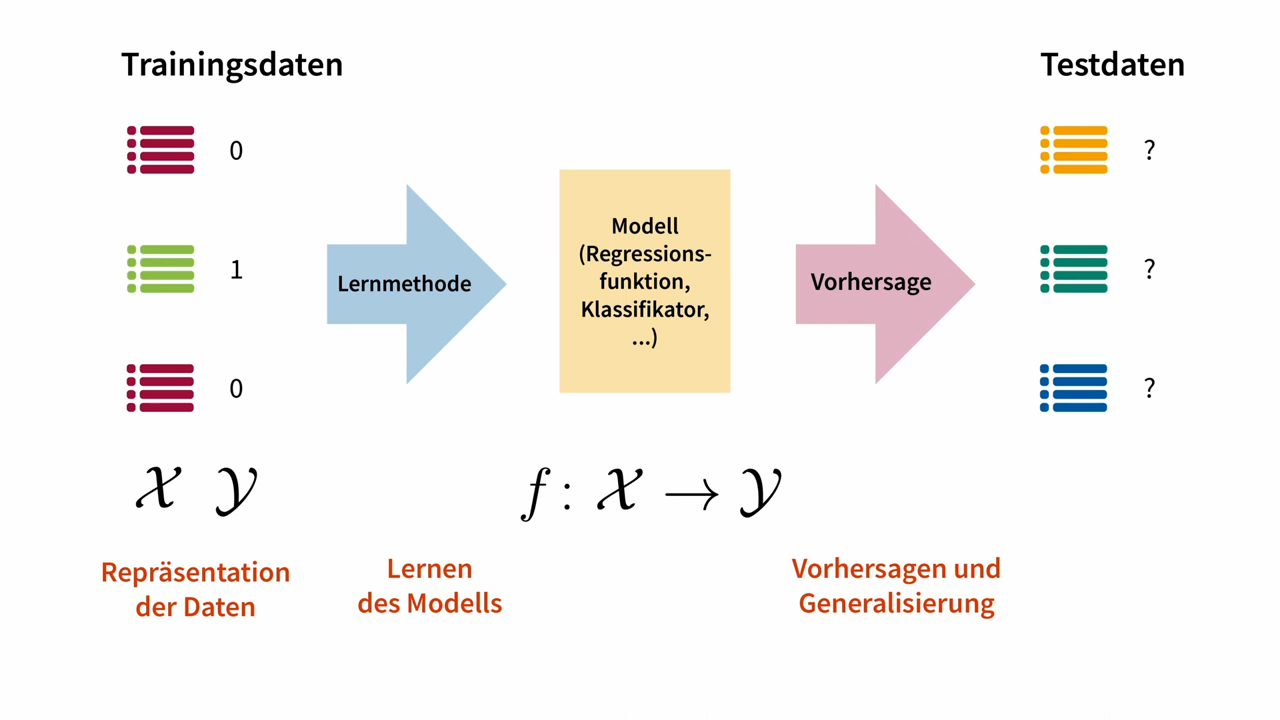 Trainingsdaten
Testdaten
0
?
1
?
0
?
Lernmethode
Modell
(Regressions-
funktion,
Klassifikator,
...)
Vorhersage
𝒳 𝒴
f : 𝒳 → 𝒴
Repräsentation
der Daten
Lernen
des Modells
Vorhersagen und
Generalisierung